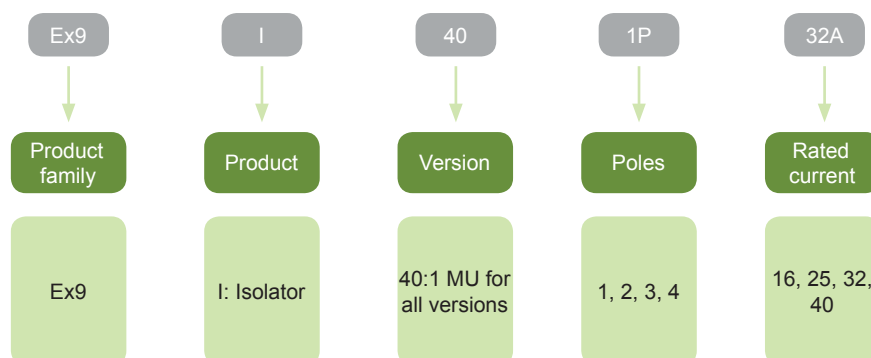 Ex9
I
40
1P
32A
Product
family
Product
Version
Poles
Rated
current
Ex9
I: Isolator
40:1 MU for
all versions
1, 2, 3, 4
16, 25, 32,
40